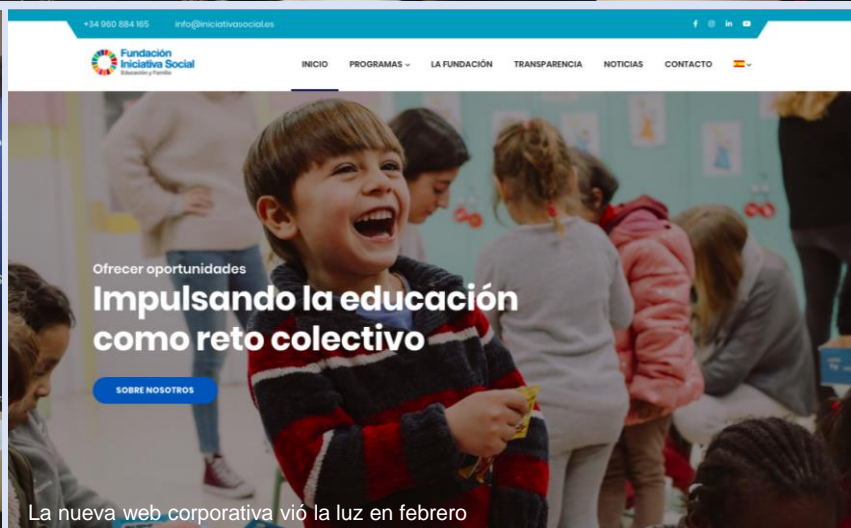 +34 960 884 165 info@iniciativasocial.es
Fundación
Iniciativa Social
Educación y Familia
INICIO PROGRAMAS LA FUNDACIÓN TRANSPARENCIA NOTICIAS CONTACTO
Ofrecer oportunidades
Impulsando la educación
como reto colectivo
SOBRE NOSOTROS
La nueva web corporativa vió la luz en febrero